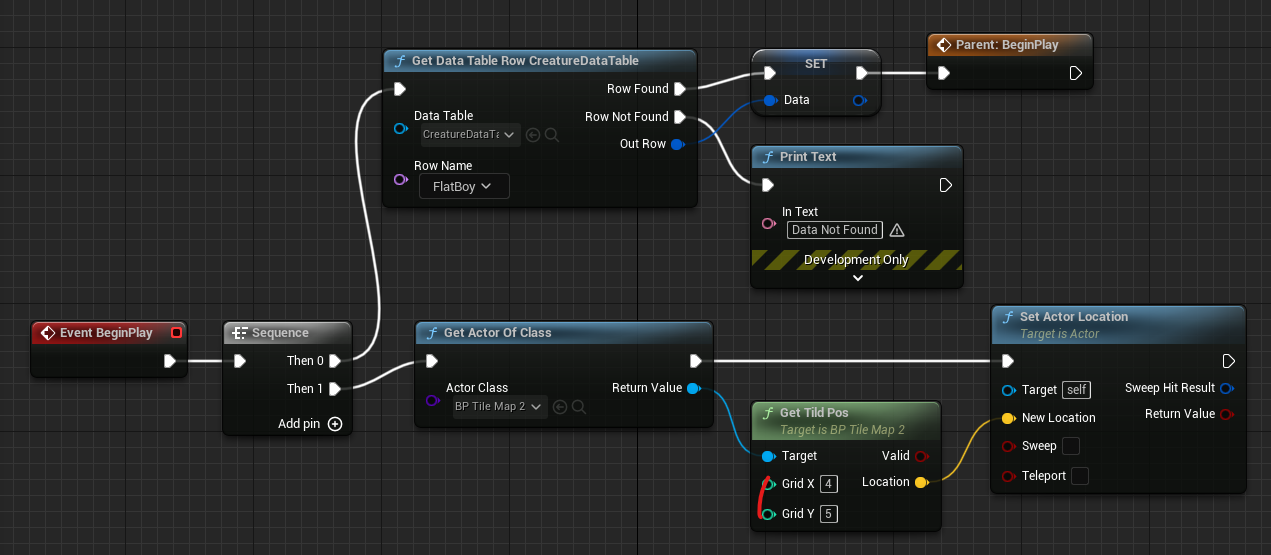 Get Data Table Row CreatureDataTable
Row Found
Data Table
CreatureDataTa
Row Not Found
Out Row
Row Name
FlatBoy
SET
Data
Parent: BeginPlay
Print Text
In Text
Data Not Found
Development Only
Event BeginPlay
Sequence
Then 0
Then 1
Add pin
Get Actor Of Class
Actor Class
BP Tile Map 2
Return Value
Get Tild Pos
Target is BP Tile Map 2
Target
Valid
Grid X 4
Location
Grid Y 5
Set Actor Location
Target is Actor
Target self
Sweep Hit Result
New Location
Return Value
Sweep
Teleport